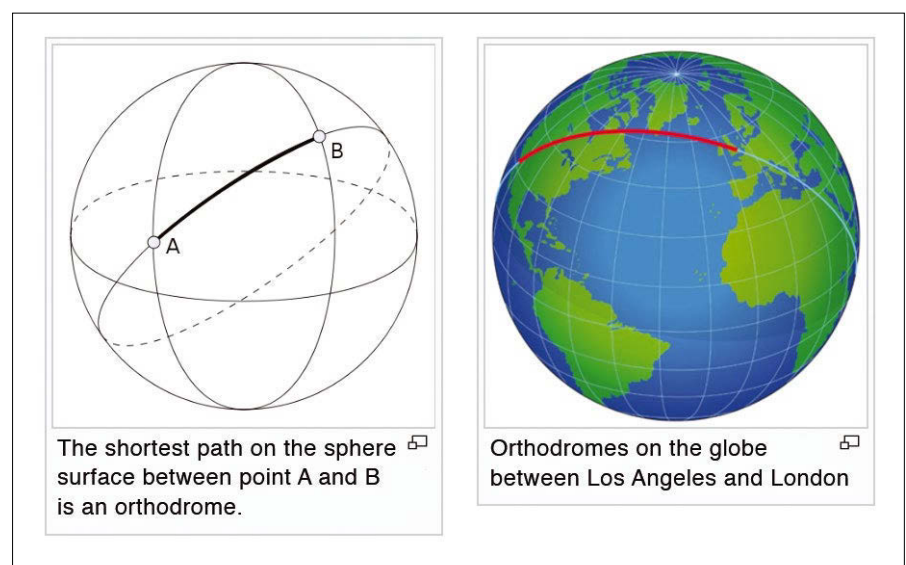 A
B
The shortest path on the sphere
surface between point A and B
is an orthodrome.
Orthodromes on the globe
between Los Angeles and London